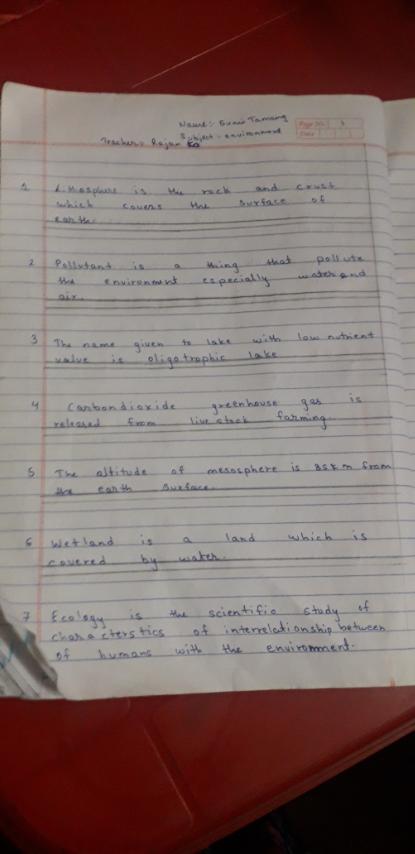 Name:- Sunir Tamang
Page No. 1
Subject - environment
Date
Teacher:- Rajan
1 Lithosphere is the rock and crust
which covers the surface of
earth.
2 Pollutant is a thing that pollute
the environment especially water and
air.
3 The name given to lake with low nutrient
value is oligotrophic lake
4 Carbondioxide greenhouse gas is
released from live stock farming.
5 The altitude of mesosphere is 85km from
the earth surface.
6 Wetland is a land which is
covered by water.
7 Ecology is the scientific study of
characterstics of interrelationship between
of humans with the environment.